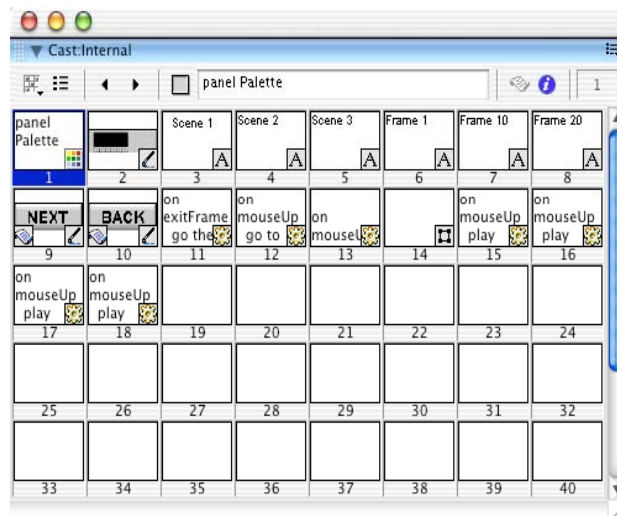 Cast:Internal
panel Palette
1
panel Palette
Scene 1
Scene 2
Scene 3
Frame 1
Frame 10
Frame 20
A
A
A
A
A
A
1
2
3
4
5
6
7
8
NEXT
BACK
on exitFrame go the
on mouseUp go to
on mouseU
on mouseUp play
on mouseUp play
9
10
11
12
13
14
15
16
on mouseUp play
on mouseUp play
17
18
19
20
21
22
23
24
25
26
27
28
29
30
31
32
33
34
35
36
37
38
39
40